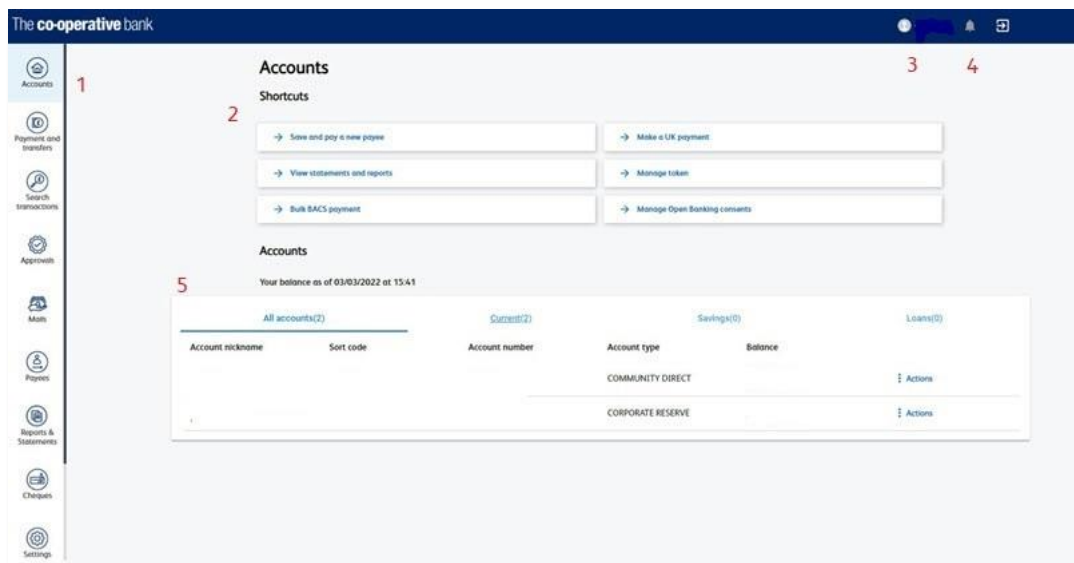 The co-operative bank
3
4
Accounts
1
Payment and
transfers
Search
transactions
Approvals
Mails
Payees
Reports &
Statements
Cheques
Settings
Accounts
Shortcuts
2
Save and pay a new payee
Make a UK payment
View statements and reports
Manage token
Bulk BACS payment
Manage Open Banking consents
Accounts
5
Your balance as of 03/03/2022 at 15:41
All accounts(2) Current(2) Savings(0) Loans(0)
Account nickname Sort code Account number Account type Balance
COMMUNITY DIRECT Actions
CORPORATE RESERVE Actions